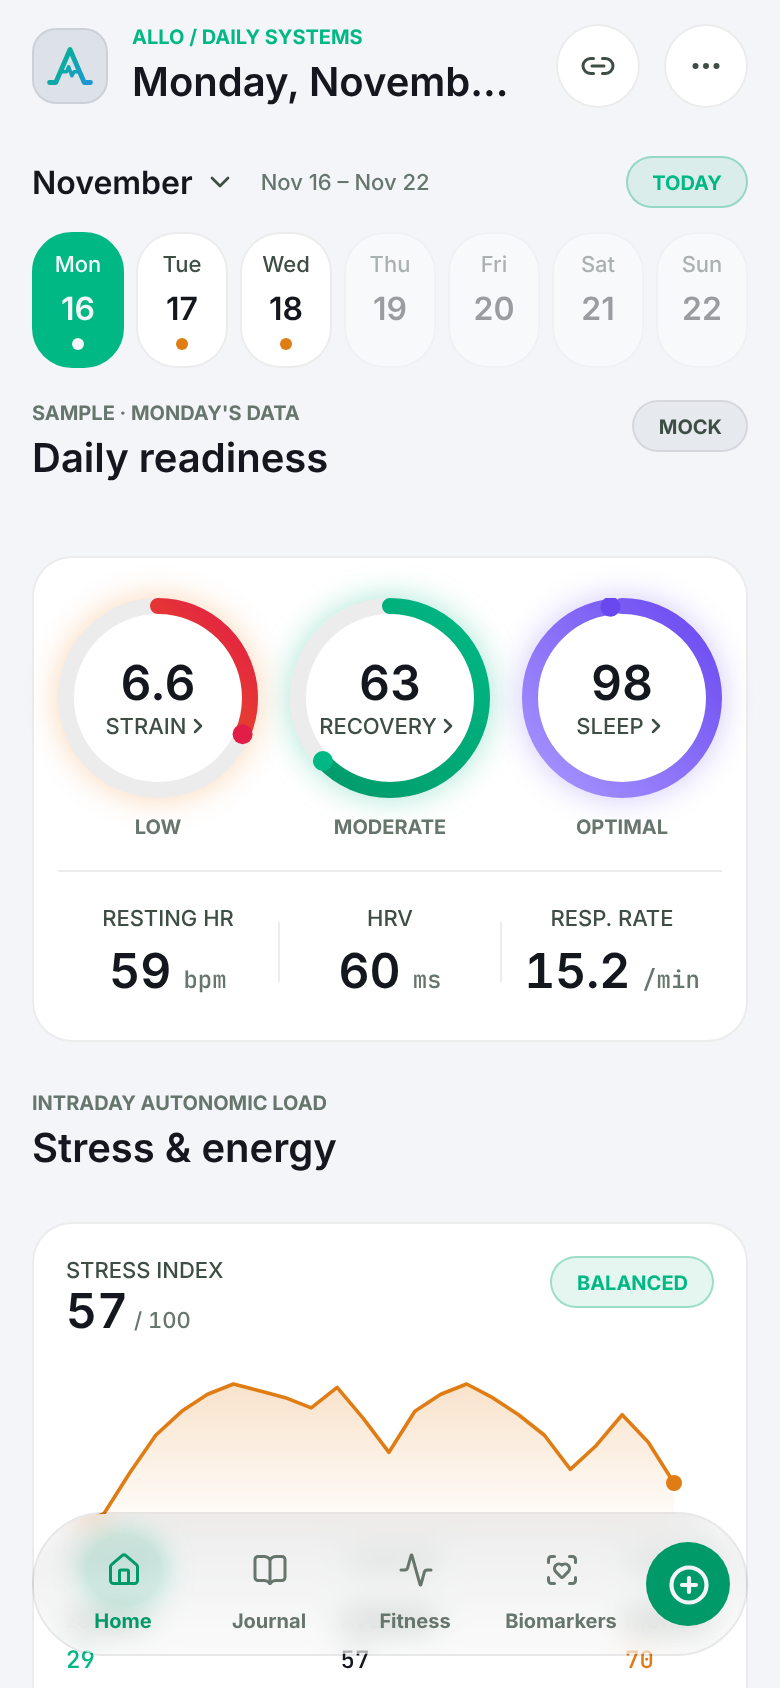 ALLO / DAILY SYSTEMS
Monday, Novemb...
November
Nov 16 – Nov 22
TODAY
Mon Tue Wed Thu Fri Sat Sun
16 17 18 19 20 21 22
SAMPLE · MONDAY'S DATA
MOCK
Daily readiness
6.6 63 98
STRAIN RECOVERY SLEEP
LOW MODERATE OPTIMAL
RESTING HR HRV RESP. RATE
59 bpm 60 ms 15.2 /min
INTRADAY AUTONOMIC LOAD
Stress & energy
STRESS INDEX
BALANCED
57 / 100
Home Journal Fitness Biomarkers
29 57 70